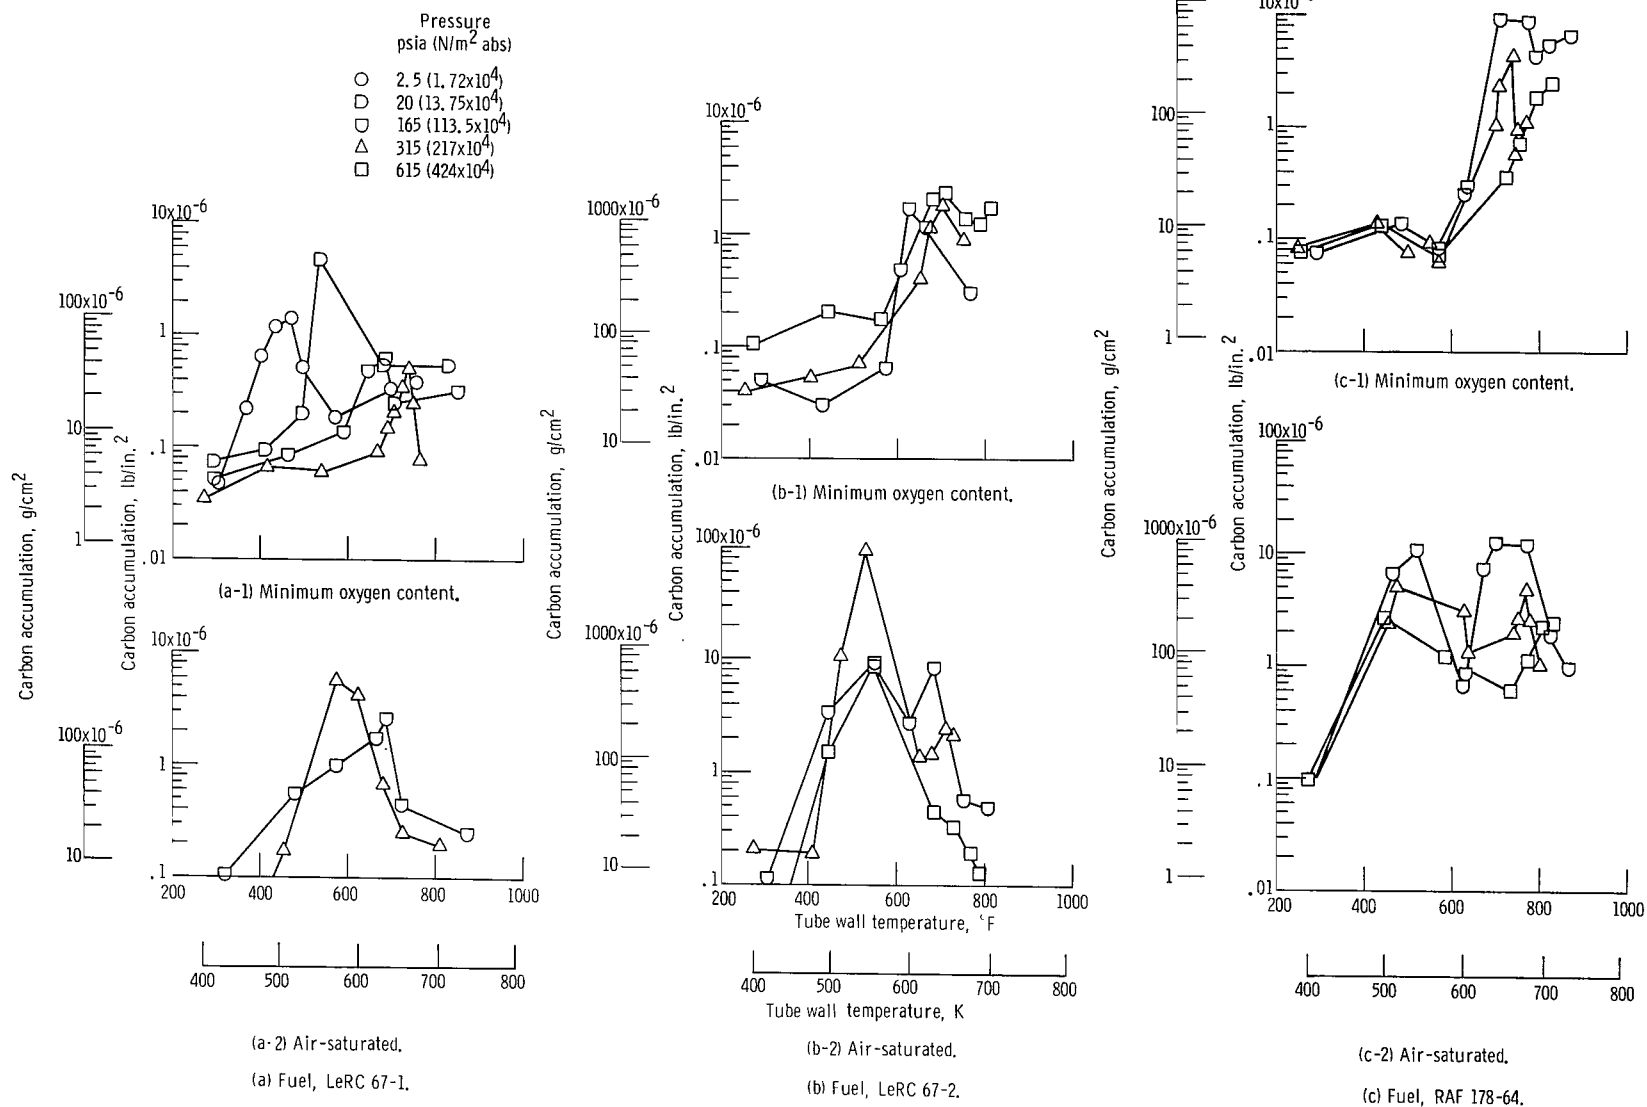 Pressure
psia (N/m² abs)
2.5 (1.72x10⁴)
20 (13.75x10⁴)
165 (113.5x10⁴)
315 (217x10⁴)
615 (424x10⁴)
Carbon accumulation, g/cm²
100x10⁻⁶
10
1
Carbon accumulation, lb/in.²
10x10⁻⁶
1
.1
.01
(a-1) Minimum oxygen content.
100x10⁻⁶
10
10x10⁻⁶
1
.1
200 400 600 800 1000
400 500 600 700 800
(a-2) Air-saturated.
(a) Fuel, LeRC 67-1.
Carbon accumulation, g/cm²
1000x10⁻⁶
100
10
Carbon accumulation, lb/in.²
10x10⁻⁶
1
.1
.01
(b-1) Minimum oxygen content.
1000x10⁻⁶
100
10
100x10⁻⁶
10
1
.1
200 400 600 800 1000
Tube wall temperature, °F
400 500 600 700 800
Tube wall temperature, K
(b-2) Air-saturated.
(b) Fuel, LeRC 67-2.
Carbon accumulation, g/cm²
100
10
1
Carbon accumulation, lb/in.²
1
.1
.01
(c-1) Minimum oxygen content.
1000x10⁻⁶
100
10
1
100x10⁻⁶
10
1
.1
.01
200 400 600 800 1000
400 500 600 700 800
(c-2) Air-saturated.
(c) Fuel, RAF 178-64.